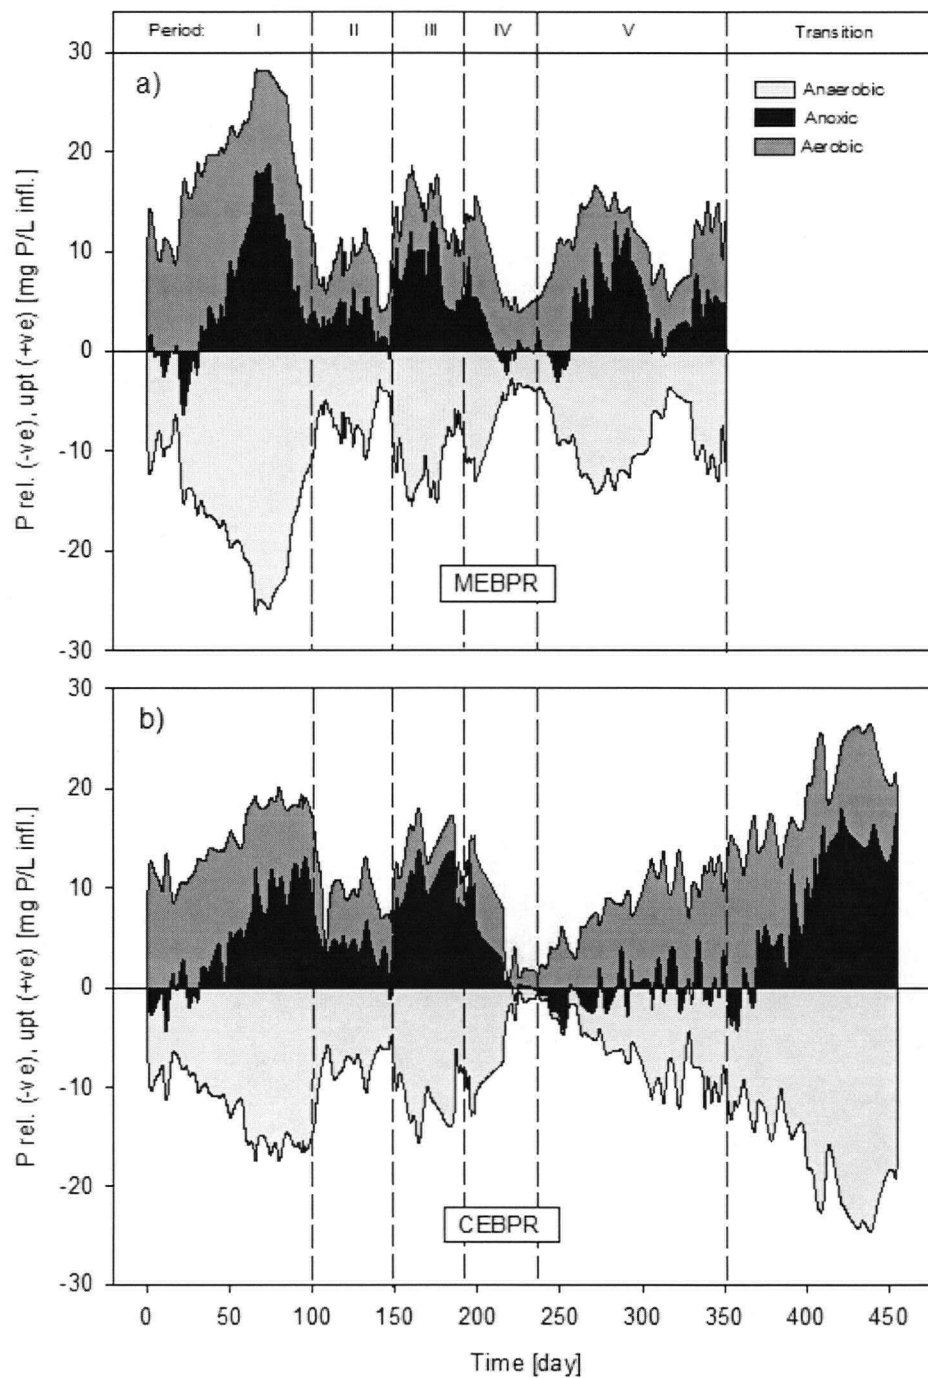 Period: I II III IV V Transition
30
a)
Anaerobic
Anoxic
Aerobic
20
10
0
-10
-20
-30
P rel. (-ve), upt (+ve) [mg P/L infl.]
MEBPR
30
b)
20
10
0
-10
-20
-30
P rel. (-ve), upt (+ve) [mg P/L infl.]
CEBPR
0 50 100 150 200 250 300 350 400 450
Time [day]